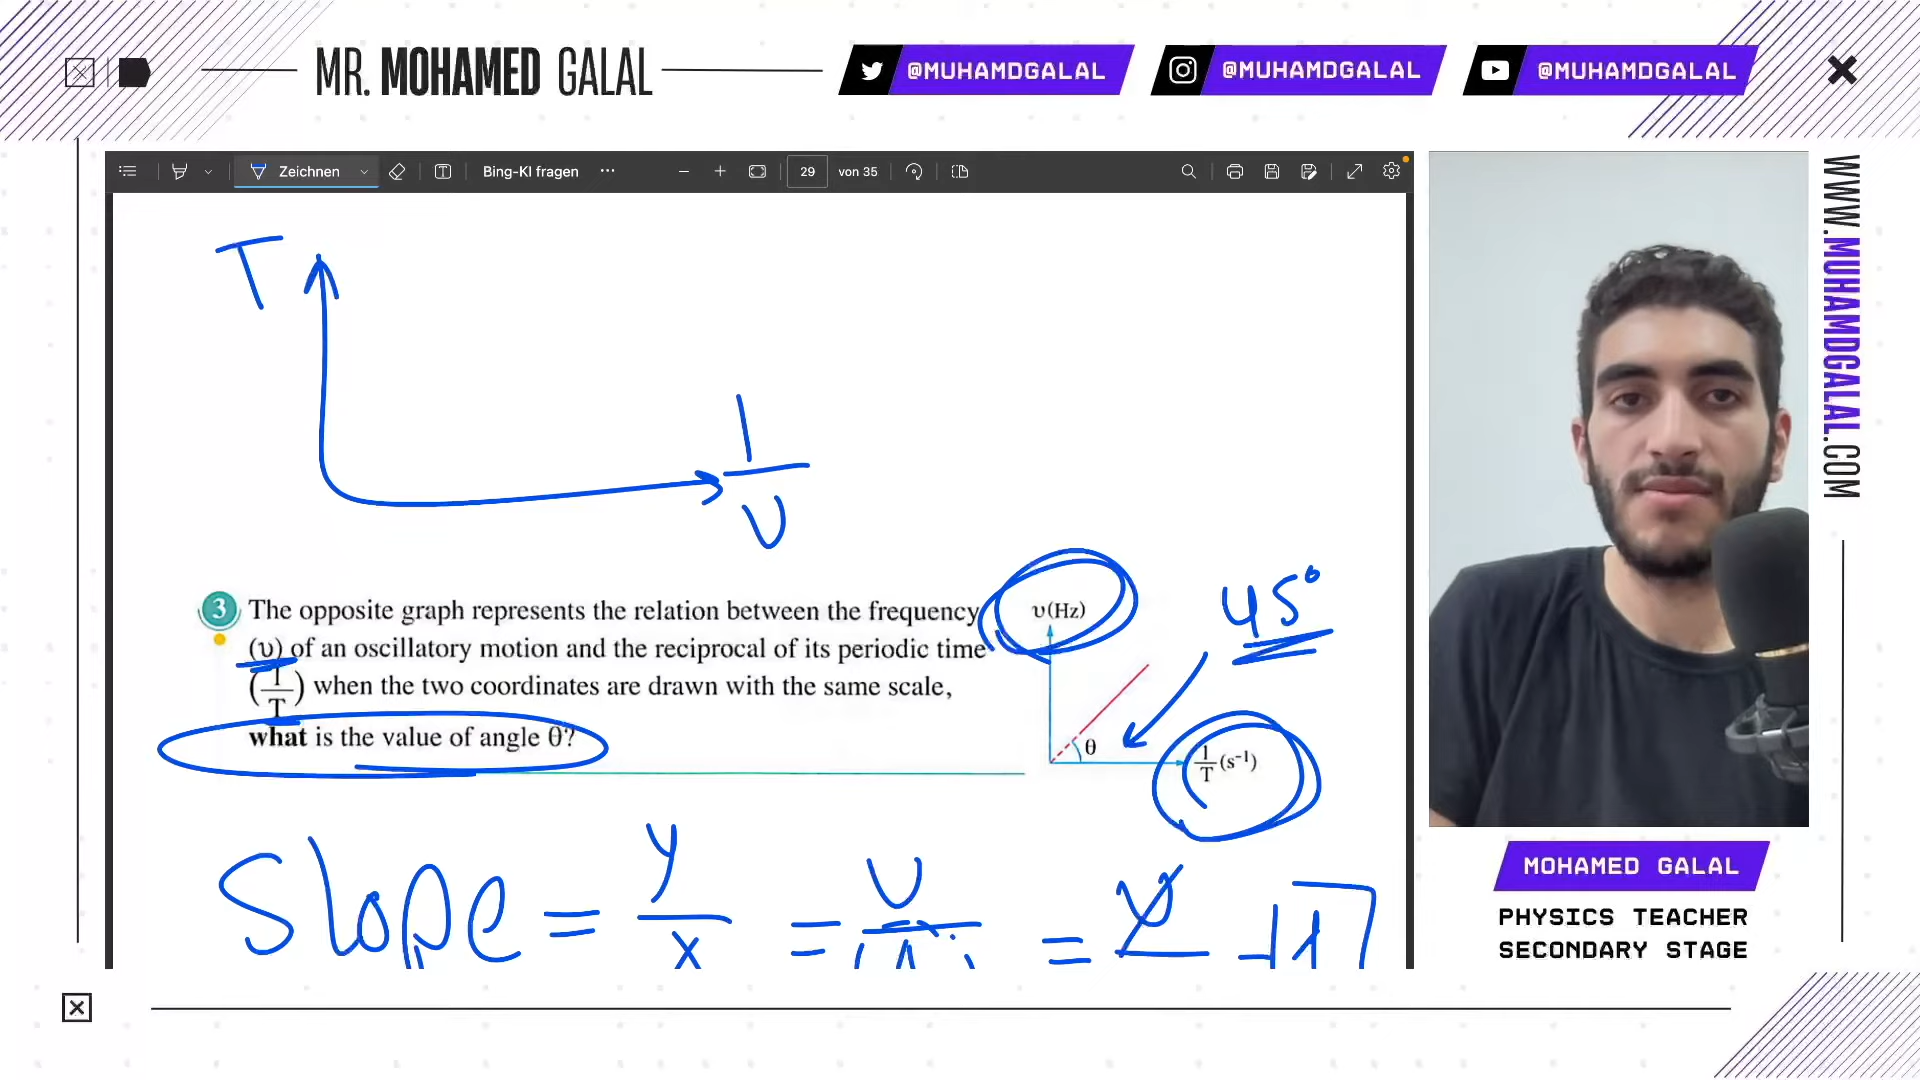 MR. MOHAMED GALAL
@MUHAMDGALAL
@MUHAMDGALAL
@MUHAMDGALAL
Zeichnen
Bing-KI fragen
29 von 35
WWW.MUHAMDGALAL.COM
T
1
υ
3 The opposite graph represents the relation between the frequency
(υ) of an oscillatory motion and the reciprocal of its periodic time
(1/T) when the two coordinates are drawn with the same scale,
what is the value of angle θ?
υ(Hz)
45°
θ
1/T (s⁻¹)
Slope = y/x = υ
MOHAMED GALAL
PHYSICS TEACHER
SECONDARY STAGE